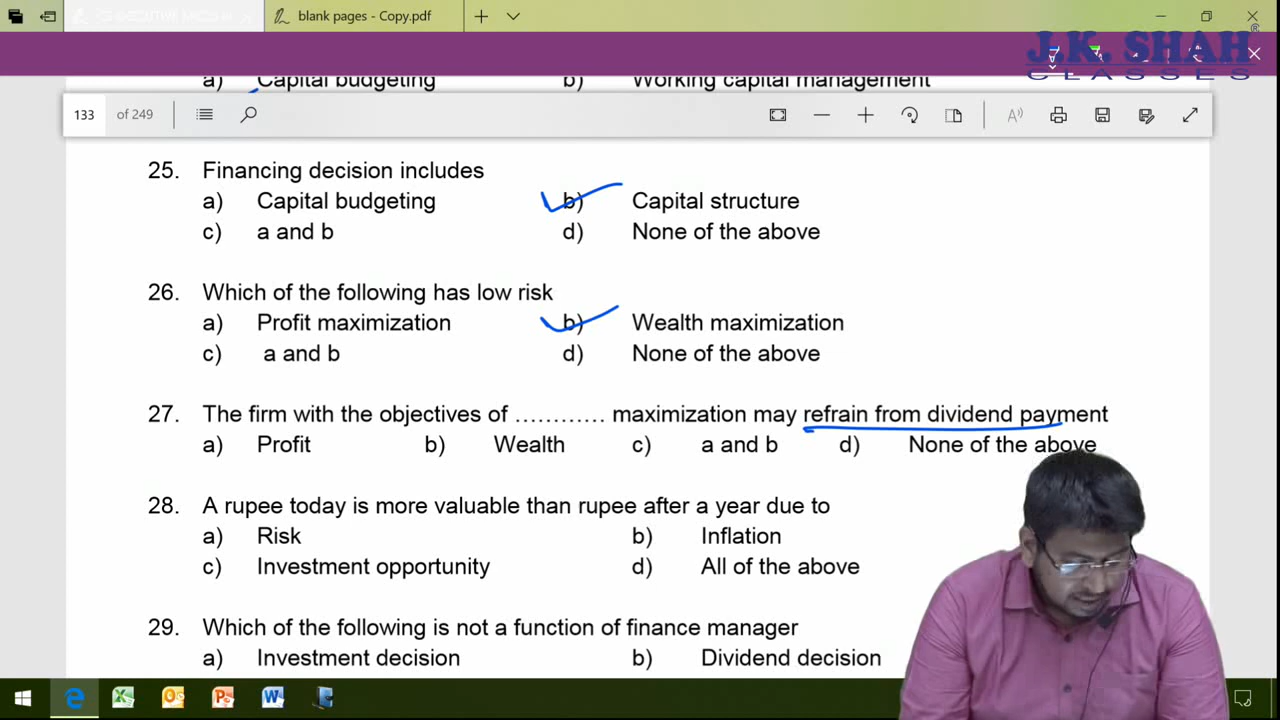 blank pages - Copy.pdf
J.K. SHAH®
CLASSES
a) Capital budgeting b) Working capital management
133 of 249
25. Financing decision includes
a) Capital budgeting b) Capital structure
c) a and b d) None of the above
26. Which of the following has low risk
a) Profit maximization b) Wealth maximization
c) a and b d) None of the above
27. The firm with the objectives of ………… maximization may refrain from dividend payment
a) Profit b) Wealth c) a and b d) None of the above
28. A rupee today is more valuable than rupee after a year due to
a) Risk b) Inflation
c) Investment opportunity d) All of the above
29. Which of the following is not a function of finance manager
a) Investment decision b) Dividend decision